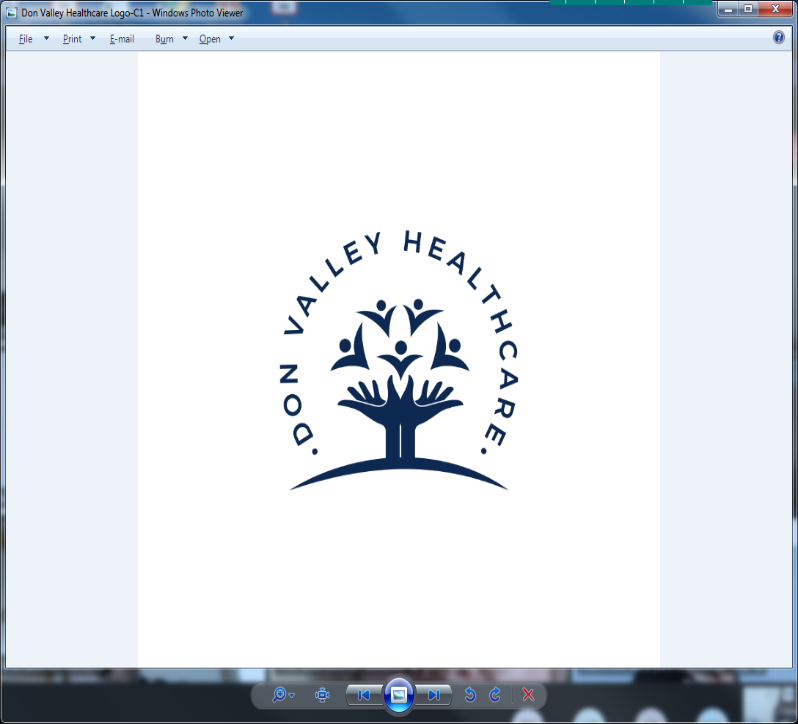 Don Valley Healthcare Logo-C1 - Windows Photo Viewer
File Print E-mail Burn Open
DON VALLEY HEALTHCARE